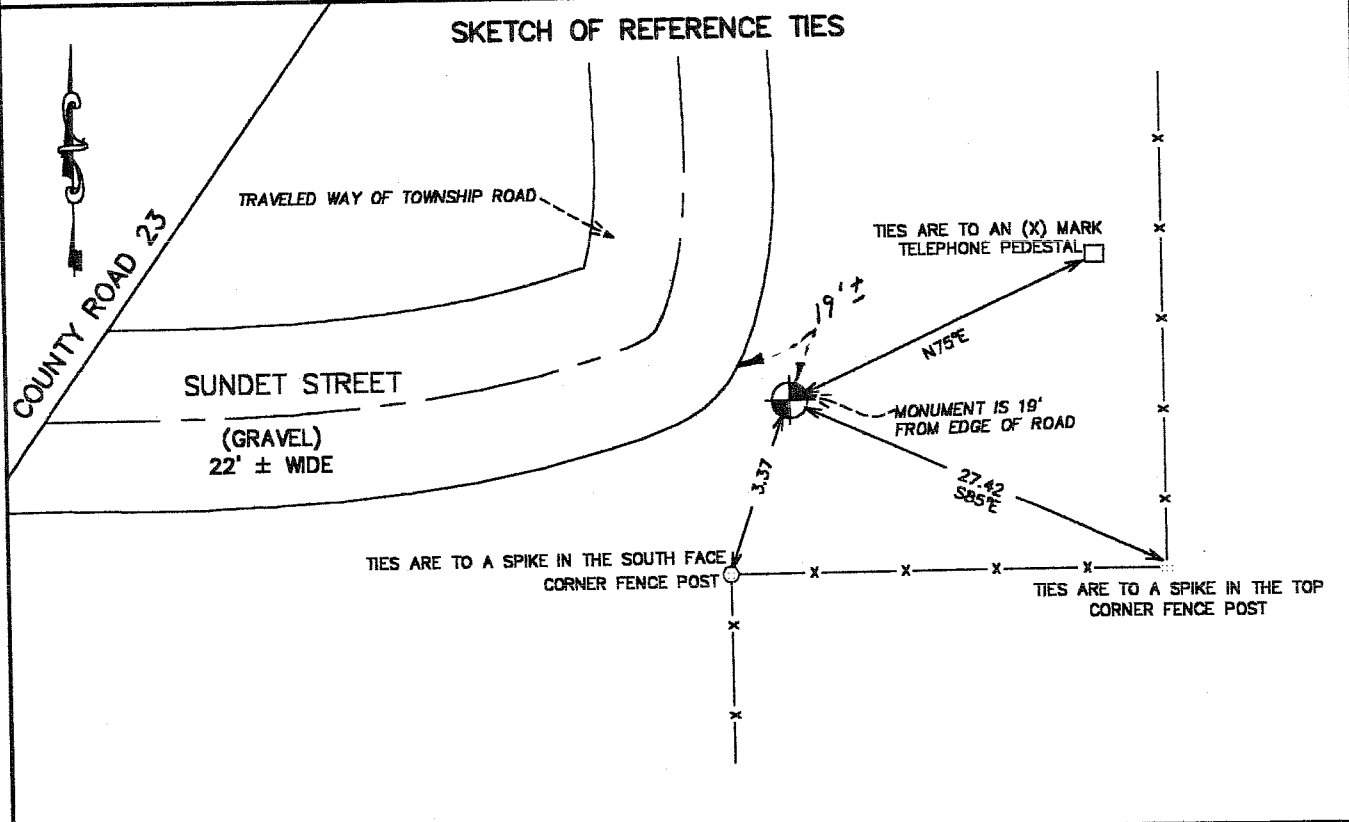 SKETCH OF REFERENCE TIES
TRAVELED WAY OF TOWNSHIP ROAD
COUNTY ROAD 23
TIES ARE TO AN (X) MARK
TELEPHONE PEDESTAL
19' ±
N75°E
SUNDET STREET
(GRAVEL)
22' ± WIDE
MONUMENT IS 19'
FROM EDGE OF ROAD
3.37
27.42
S85°E
TIES ARE TO A SPIKE IN THE SOUTH FACE
CORNER FENCE POST
TIES ARE TO A SPIKE IN THE TOP
CORNER FENCE POST